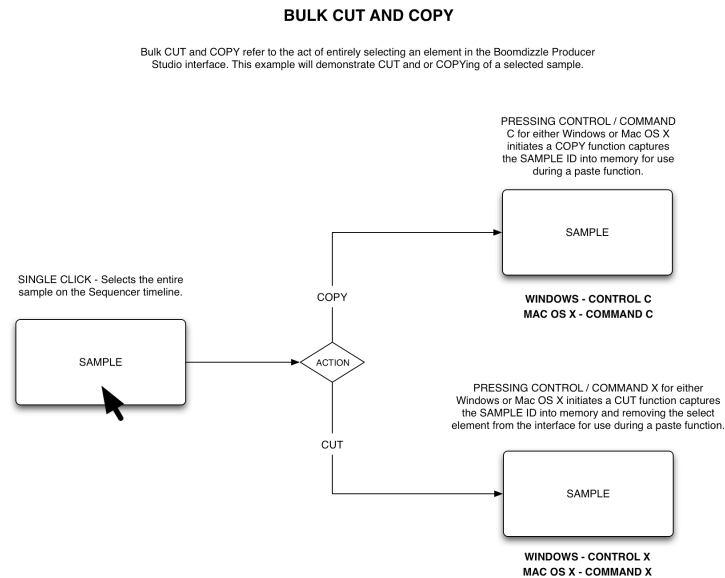 BULK CUT AND COPY
Bulk CUT and COPY refer to the act of entirely selecting an element in the Boomdizzle Producer
Studio interface. This example will demonstrate CUT and or COPYing of a selected sample.
PRESSING CONTROL / COMMAND
C for either Windows or Mac OS X
initiates a COPY function captures
the SAMPLE ID into memory for use
during a paste function.
SAMPLE
WINDOWS - CONTROL C
MAC OS X - COMMAND C
SINGLE CLICK - Selects the entire
sample on the Sequencer timeline.
SAMPLE
COPY
ACTION
CUT
PRESSING CONTROL / COMMAND X for either
Windows or Mac OS X initiates a CUT function captures
the SAMPLE ID into memory and removing the select
element from the interface for use during a paste function.
SAMPLE
WINDOWS - CONTROL X
MAC OS X - COMMAND X